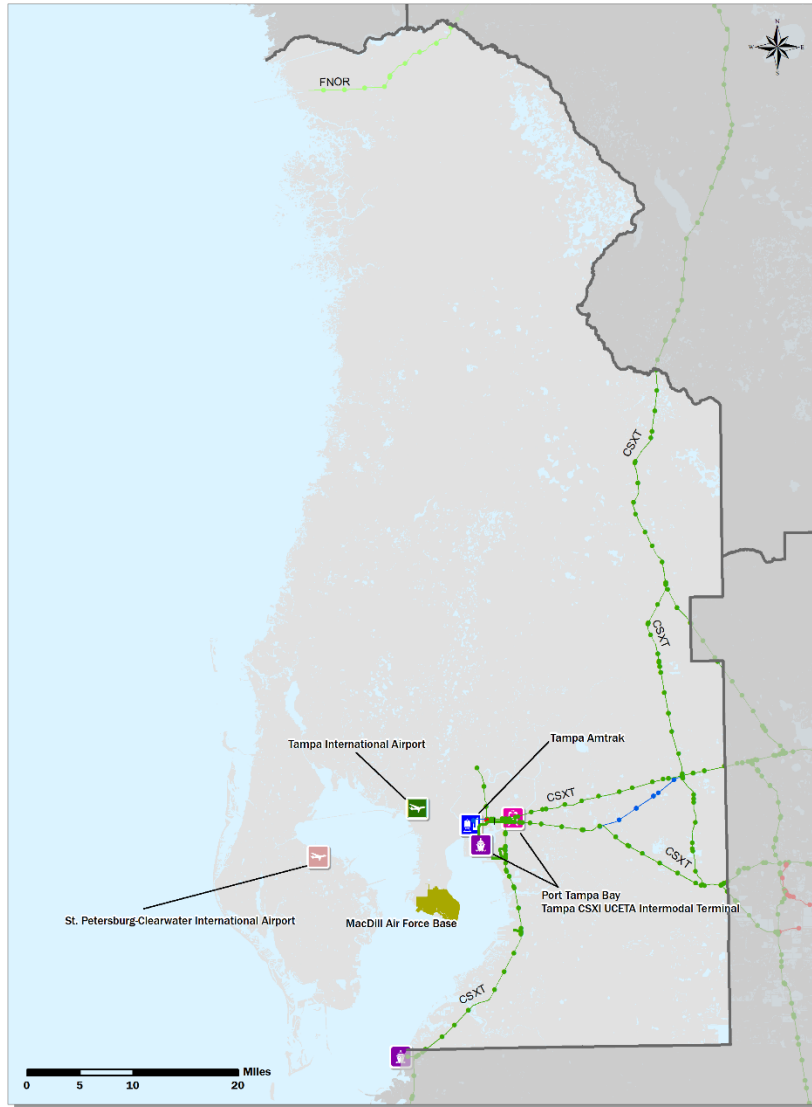 N
W E
S
FNOR
CSXT
CSXT
Tampa International Airport
Tampa Amtrak
CSXT
CSXT
Port Tampa Bay
Tampa CSXI UCETA Intermodal Terminal
St. Petersburg-Clearwater International Airport
MacDill Air Force Base
CSXT
Miles
0 5 10 20